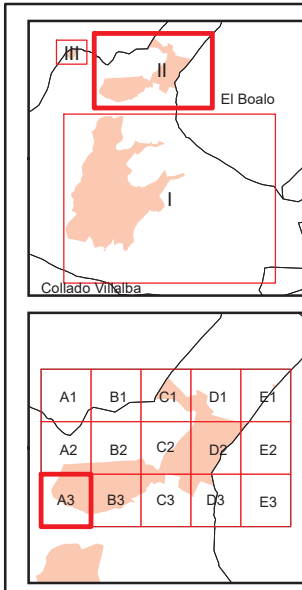 III
II
El Boalo
I
Collado Villalba
A1 B1 C1 D1 E1
A2 B2 C2 D2 E2
A3 B3 C3 D3 E3